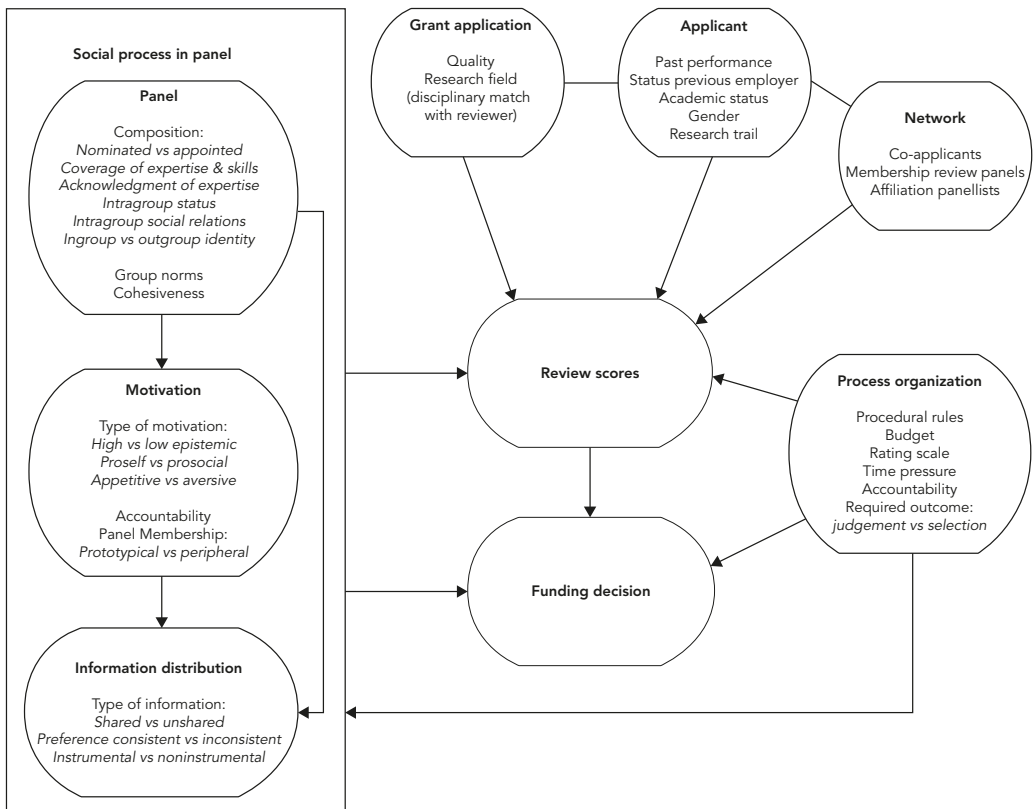 Social process in panel
Panel
Composition:
Nominated vs appointed
Coverage of expertise & skills
Acknowledgment of expertise
Intragroup status
Intragroup social relations
Ingroup vs outgroup identity
Group norms
Cohesiveness
Motivation
Type of motivation:
High vs low epistemic
Proself vs prosocial
Appetitive vs aversive
Accountability
Panel Membership:
Prototypical vs peripheral
Information distribution
Type of information:
Shared vs unshared
Preference consistent vs inconsistent
Instrumental vs noninstrumental
Grant application
Quality
Research field
(disciplinary match
with reviewer)
Applicant
Past performance
Status previous employer
Academic status
Gender
Research trail
Network
Co-applicants
Membership review panels
Affiliation panellists
Review scores
Process organization
Procedural rules
Budget
Rating scale
Time pressure
Accountability
Required outcome:
judgement vs selection
Funding decision